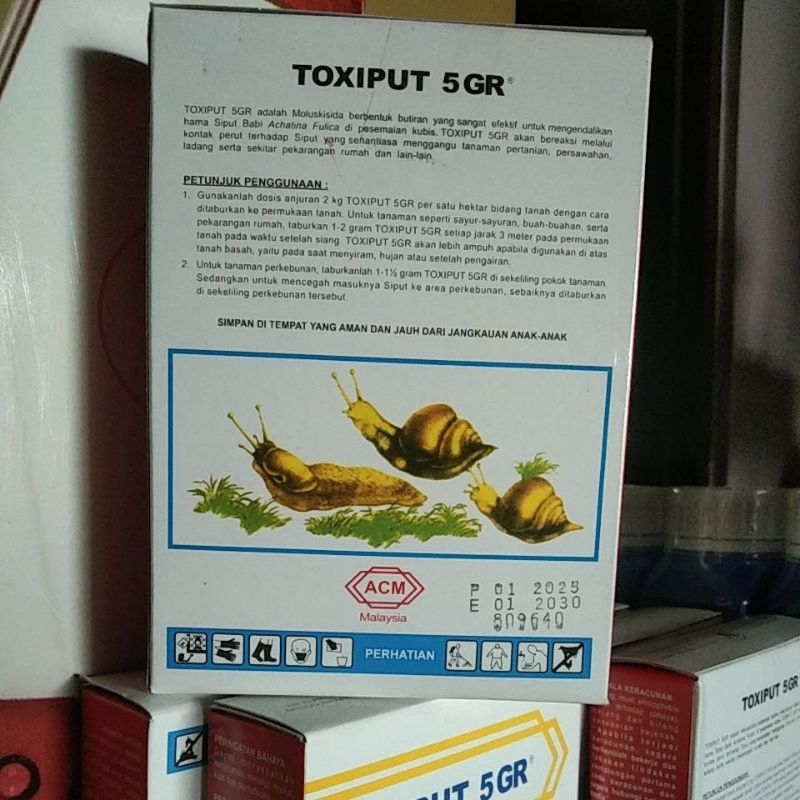 TOXIPUT 5GR®
TOXIPUT 5GR adalah Moluskisida berbentuk butiran yang sangat efektif untuk mengendalikan
hama Siput Babi Achatina Fulica di pesemaian kubis. TOXIPUT 5GR akan bereaksi melalui
kontak perut terhadap Siput yang senantiasa menggangu tanaman pertanian, persawahan,
ladang serta sekitar pekarangan rumah dan lain-lain.
PETUNJUK PENGGUNAAN :
1. Gunakanlah dosis anjuran 2 kg TOXIPUT 5GR per satu hektar bidang tanah dengan cara
ditaburkan ke permukaan tanah. Untuk tanaman seperti sayur-sayuran, buah-buahan, serta
pekarangan rumah, taburkan 1-2 gram TOXIPUT 5GR setiap jarak 3 meter pada permukaan
tanah pada waktu setelah siang. TOXIPUT 5GR akan lebih ampuh apabila digunakan di atas
tanah basah, yaitu pada saat menyiram, hujan atau setelah pengairan.
2. Untuk tanaman perkebunan, taburkanlah 1-1½ gram TOXIPUT 5GR di sekeliling pokok tanaman.
Sedangkan untuk mencegah masuknya Siput ke area perkebunan, sebaiknya ditaburkan
di sekeliling perkebunan tersebut.
SIMPAN DI TEMPAT YANG AMAN DAN JAUH DARI JANGKAUAN ANAK-ANAK
ACM
Malaysia
P 01 2025
E 01 2030
809640
PERHATIAN
PERINGATAN BAHAYA
TOXIPUT 5GR
KERACUNAN
TOXIPUT 5GR